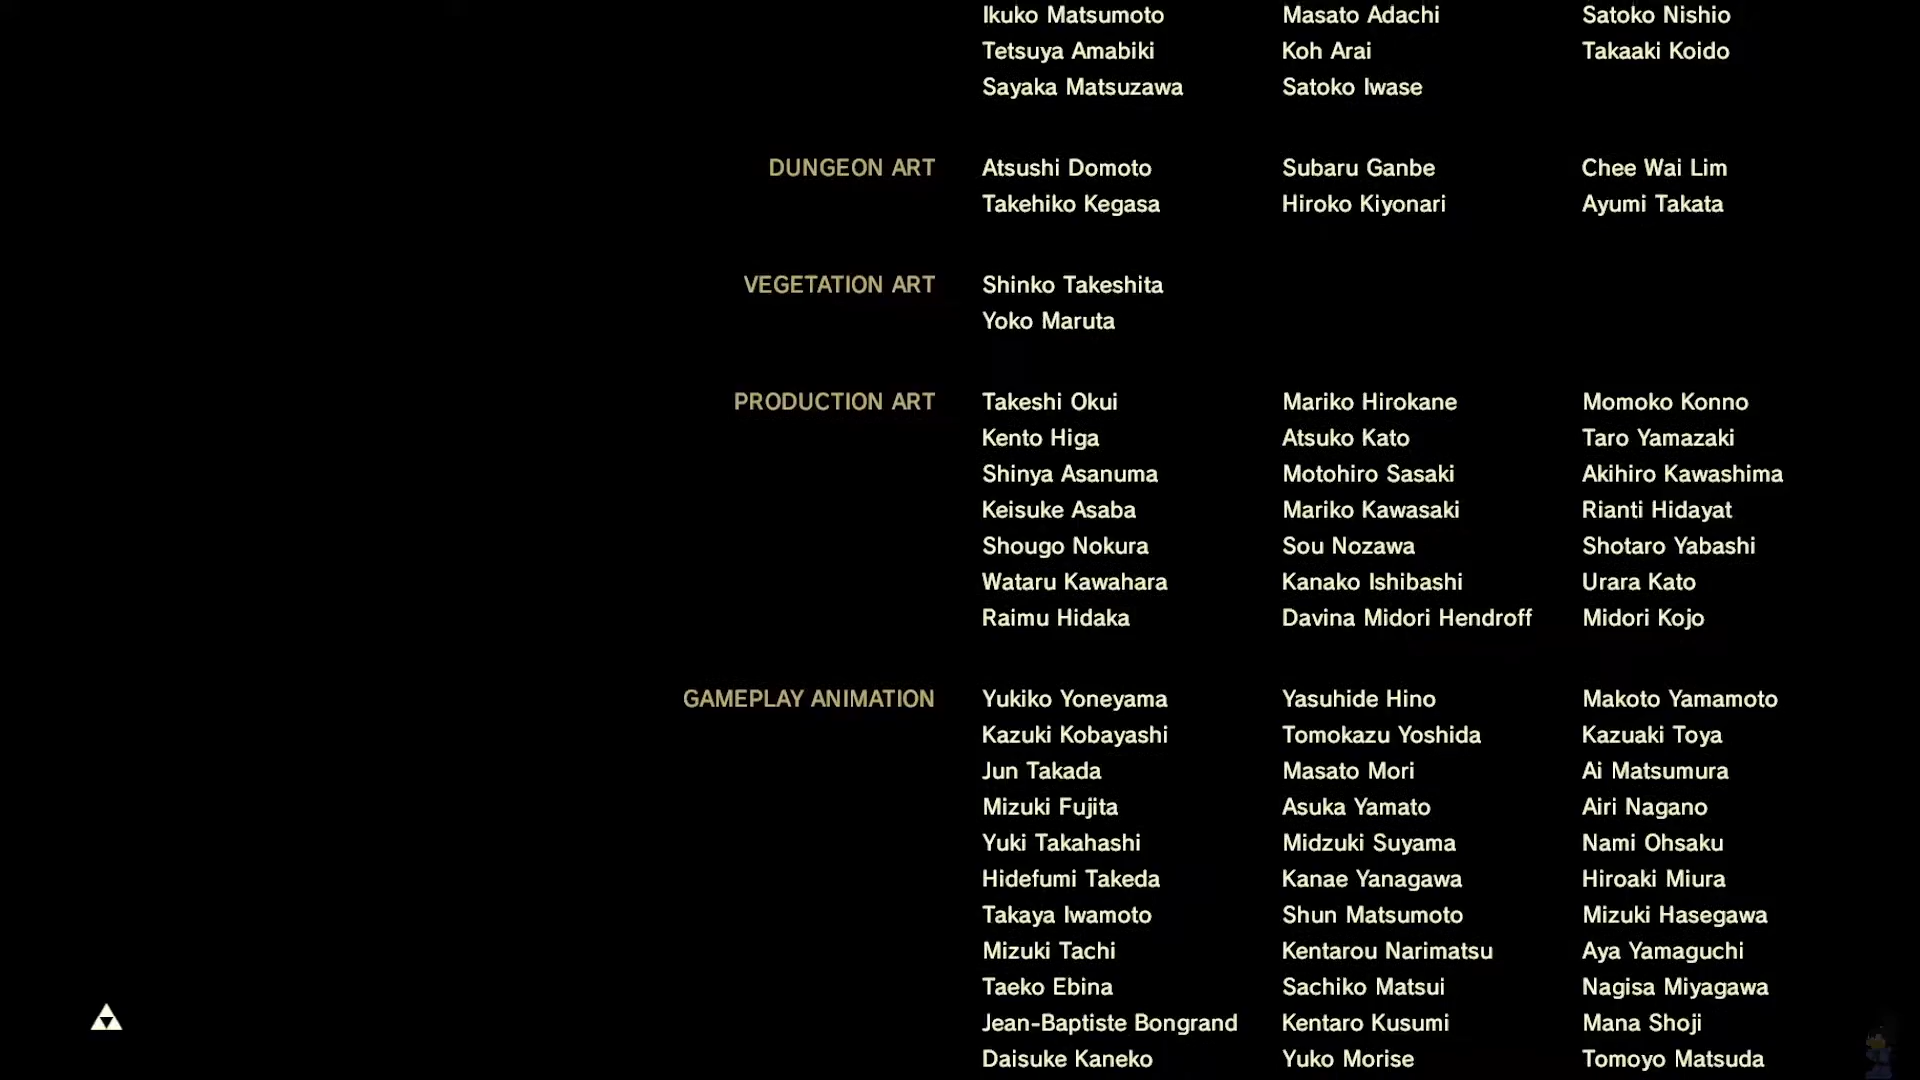 Ikuko Matsumoto Masato Adachi Satoko Nishio
Tetsuya Amabiki Koh Arai Takaaki Koido
Sayaka Matsuzawa Satoko Iwase
DUNGEON ART Atsushi Domoto Subaru Ganbe Chee Wai Lim
Takehiko Kegasa Hiroko Kiyonari Ayumi Takata
VEGETATION ART Shinko Takeshita
Yoko Maruta
PRODUCTION ART Takeshi Okui Mariko Hirokane Momoko Konno
Kento Higa Atsuko Kato Taro Yamazaki
Shinya Asanuma Motohiro Sasaki Akihiro Kawashima
Keisuke Asaba Mariko Kawasaki Rianti Hidayat
Shougo Nokura Sou Nozawa Shotaro Yabashi
Wataru Kawahara Kanako Ishibashi Urara Kato
Raimu Hidaka Davina Midori Hendroff Midori Kojo
GAMEPLAY ANIMATION Yukiko Yoneyama Yasuhide Hino Makoto Yamamoto
Kazuki Kobayashi Tomokazu Yoshida Kazuaki Toya
Jun Takada Masato Mori Ai Matsumura
Mizuki Fujita Asuka Yamato Airi Nagano
Yuki Takahashi Midzuki Suyama Nami Ohsaku
Hidefumi Takeda Kanae Yanagawa Hiroaki Miura
Takaya Iwamoto Shun Matsumoto Mizuki Hasegawa
Mizuki Tachi Kentarou Narimatsu Aya Yamaguchi
Taeko Ebina Sachiko Matsui Nagisa Miyagawa
Jean-Baptiste Bongrand Kentaro Kusumi Mana Shoji
Daisuke Kaneko Yuko Morise Tomoyo Matsuda